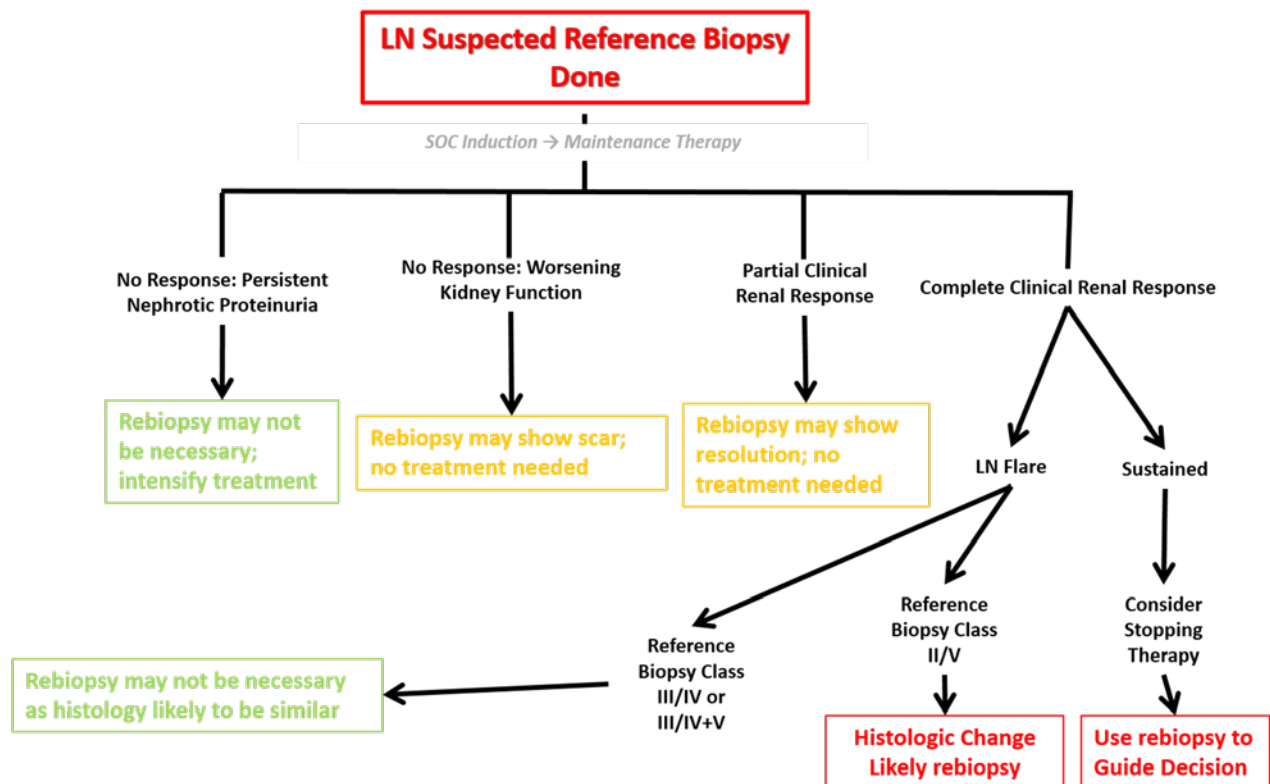 LN Suspected Reference Biopsy
Done
SOC Induction → Maintenance Therapy
No Response: Persistent
Nephrotic Proteinuria
No Response: Worsening
Kidney Function
Partial Clinical
Renal Response
Complete Clinical Renal Response
Rebiopsy may not
be necessary;
intensify treatment
Rebiopsy may show scar;
no treatment needed
Rebiopsy may show
resolution; no
treatment needed
LN Flare
Sustained
Reference
Biopsy Class
III/IV or
III/IV+V
Reference
Biopsy Class
II/V
Consider
Stopping
Therapy
Rebiopsy may not be necessary
as histology likely to be similar
Histologic Change
Likely rebiopsy
Use rebiopsy to
Guide Decision